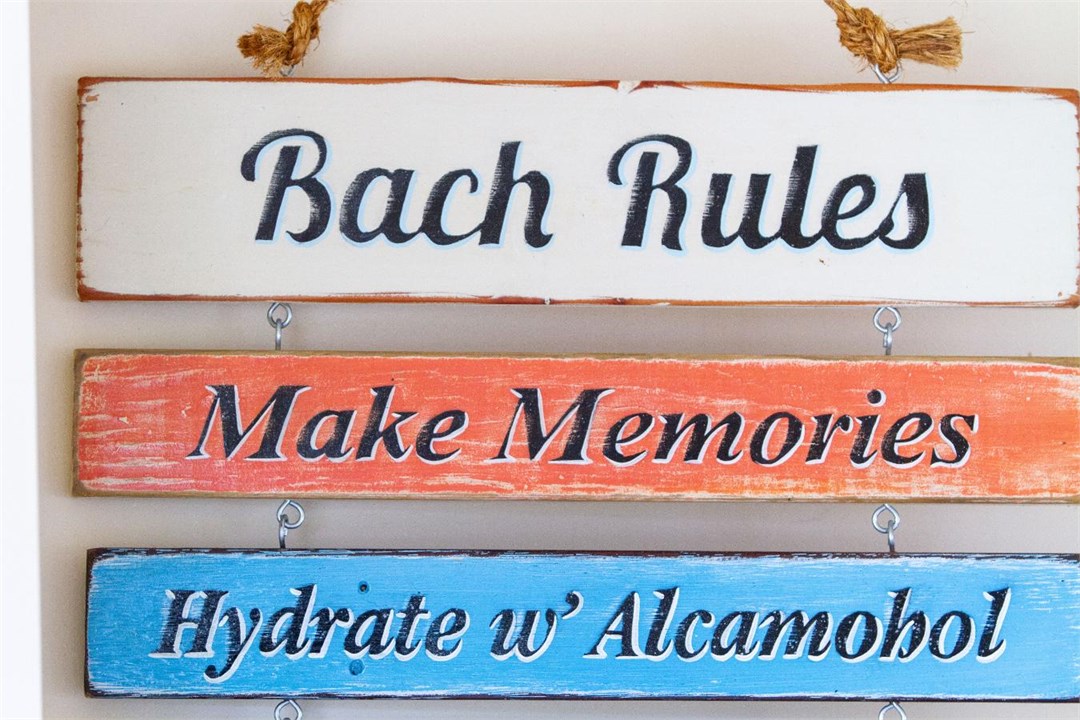 Bach Rules
Make Memories
Hydrate w' Alcamohol